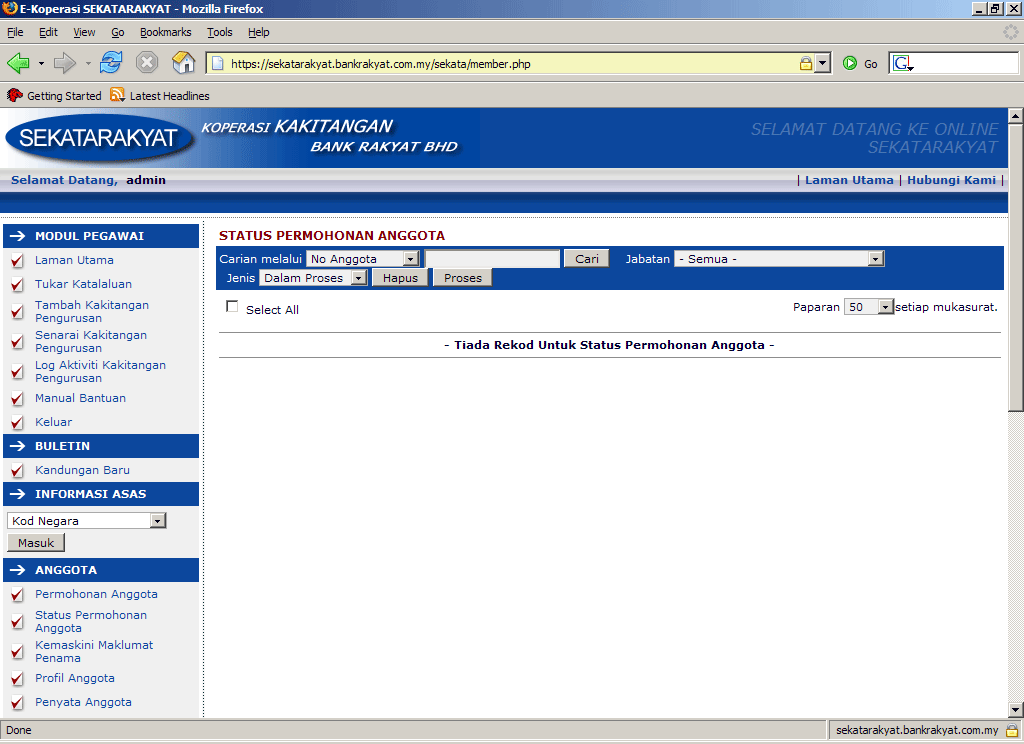 E-Koperasi SEKATARAKYAT - Mozilla Firefox
File Edit View Go Bookmarks Tools Help
https://sekatarakyat.bankrakyat.com.my/sekata/member.php Go G
Getting Started Latest Headlines
SEKATARAKYAT KOPERASI KAKITANGAN
BANK RAKYAT BHD
SELAMAT DATANG KE ONLINE
SEKATARAKYAT
Selamat Datang, admin | Laman Utama | Hubungi Kami |
MODUL PEGAWAI
Laman Utama
Tukar Katalaluan
Tambah Kakitangan
Pengurusan
Senarai Kakitangan
Pengurusan
Log Aktiviti Kakitangan
Pengurusan
Manual Bantuan
Keluar
BULETIN
Kandungan Baru
INFORMASI ASAS
Kod Negara
Masuk
ANGGOTA
Permohonan Anggota
Status Permohonan
Anggota
Kemaskini Maklumat
Penama
Profil Anggota
Penyata Anggota
STATUS PERMOHONAN ANGGOTA
Carian melalui No Anggota Cari Jabatan - Semua -
Jenis Dalam Proses Hapus Proses
Select All Paparan 50 setiap mukasurat.
- Tiada Rekod Untuk Status Permohonan Anggota -
Done sekatarakyat.bankrakyat.com.my